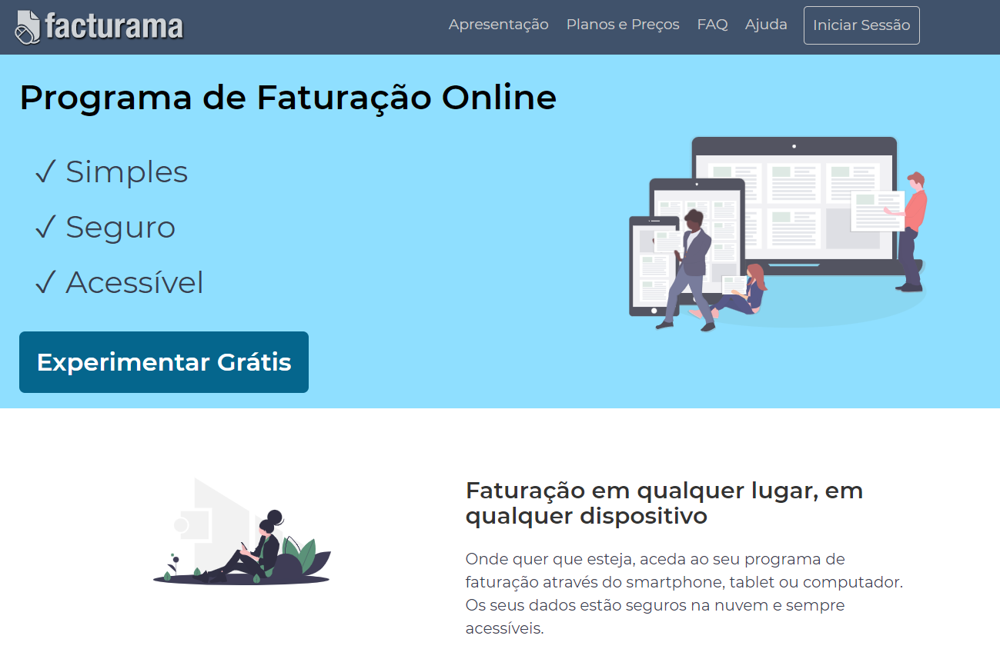 facturama
Apresentação Planos e Preços FAQ Ajuda Iniciar Sessão
Programa de Faturação Online
✓ Simples
✓ Seguro
✓ Acessível
Experimentar Grátis
Faturação em qualquer lugar, em
qualquer dispositivo
Onde quer que esteja, aceda ao seu programa de
faturação através do smartphone, tablet ou computador.
Os seus dados estão seguros na nuvem e sempre
acessíveis.